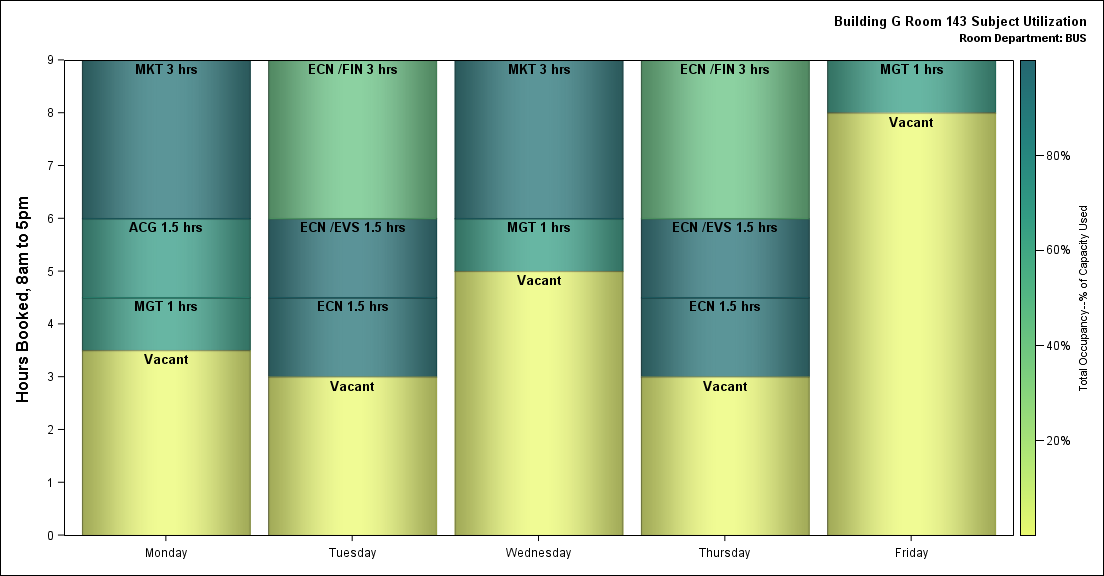 Building G Room 143 Subject Utilization
Room Department: BUS
Hours Booked, 8am to 5pm
9
8
7
6
5
4
3
2
1
0
MKT 3 hrs
ACG 1.5 hrs
MGT 1 hrs
Vacant
ECN /FIN 3 hrs
ECN /EVS 1.5 hrs
ECN 1.5 hrs
Vacant
MKT 3 hrs
MGT 1 hrs
Vacant
ECN /FIN 3 hrs
ECN /EVS 1.5 hrs
ECN 1.5 hrs
Vacant
MGT 1 hrs
Vacant
Monday
Tuesday
Wednesday
Thursday
Friday
80%
60%
40%
20%
Total Occupancy--% of Capacity Used